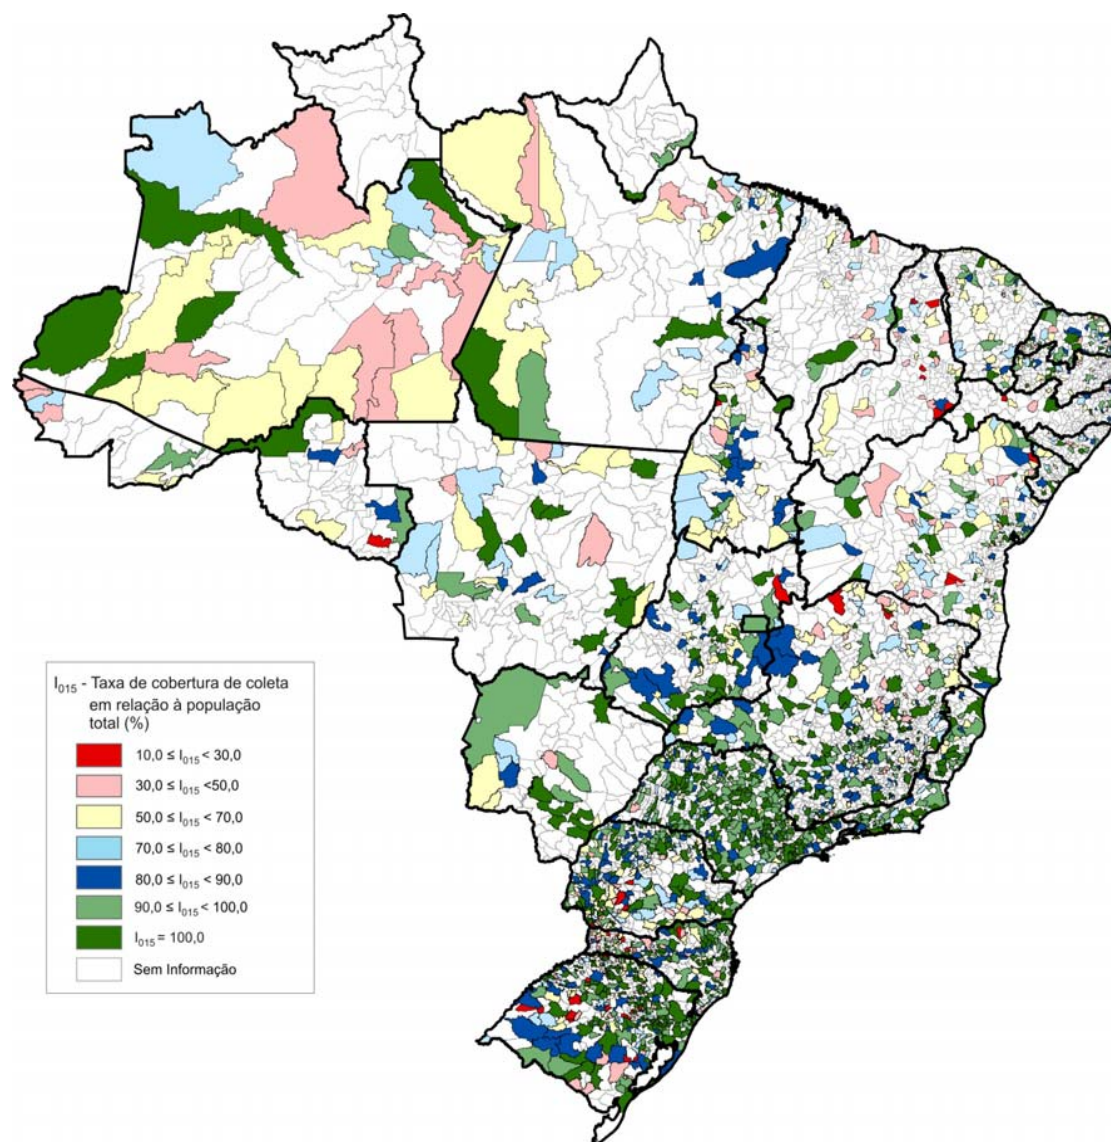 I015 - Taxa de cobertura de coleta
em relação à população
total (%)
10,0 ≤ I015 < 30,0
30,0 ≤ I015 <50,0
50,0 ≤ I015 < 70,0
70,0 ≤ I015 < 80,0
80,0 ≤ I015 < 90,0
90,0 ≤ I015 < 100,0
I015 = 100,0
Sem Informação